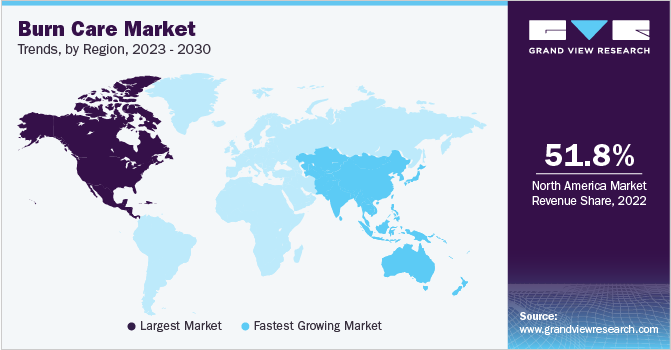 Burn Care Market
Trends, by Region, 2023 - 2030
GRAND VIEW RESEARCH
51.8%
North America Market
Revenue Share, 2022
Largest Market
Fastest Growing Market
Source:
www.grandviewresearch.com